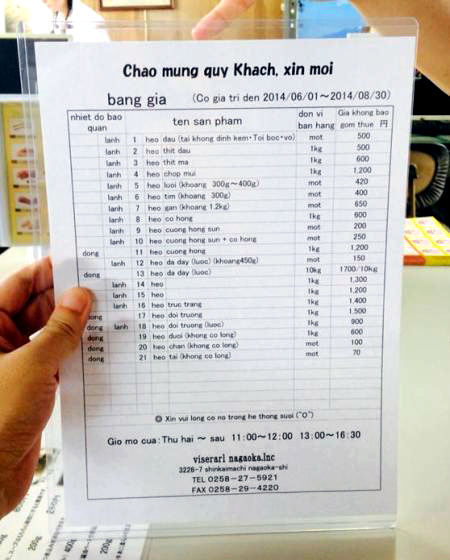 Chao mung quy Khach, xin moi
bang gia (Co gia tri den 2014/06/01～2014/08/30)
nhiet do bao quan ten san pham don vi ban hang Gia khong bao gom thue 円
lanh 1 heo dau (tai khong dinh kem・Toi boc・vo) mot 500
lanh 2 heo thit dau 1kg 500
lanh 3 heo thit ma 1kg 600
lanh 4 heo chop mui 1kg 1,200
lanh 5 heo luoi (khoang 300g～400g) mot 420
lanh 6 heo tim (khoang 300g) mot 400
lanh 7 heo gan (khoang 1.2kg) mot 650
lanh 8 heo co hong 1kg 600
lanh 9 heo cuong hong sun mot 200
lanh 10 heo cuong hong sun + co hong mot 250
dong 11 heo cuong hong 1kg 1,200
lanh 12 heo da day (luoc) (khoang450g) mot 150
dong 13 heo da day (luoc) 10kg 1700/10kg
lanh 14 heo 1kg 1,300
lanh 15 heo 1kg 1,200
lanh 16 heo truc trang 1kg 1,400
dong 17 heo doi truong 1kg 1,500
dong lanh 18 heo doi truong (luoc) 1kg 900
dong 19 heo duoi (khong co long) 1kg 600
dong 20 heo chan (khong co long) mot 100
dong 21 heo tai (khong co long) mot 70
◎ Xin vui long co no trong he thong suoi (^O^)
Gio mo cua : Thu hai ～ sau 11:00～12:00 13:00～16:30
viserarl nagaoka.Inc
3226-7 shinkaimachi nagaoka-shi
TEL 0258-27-5921
FAX 0258-29-4220
200g
400g
200g